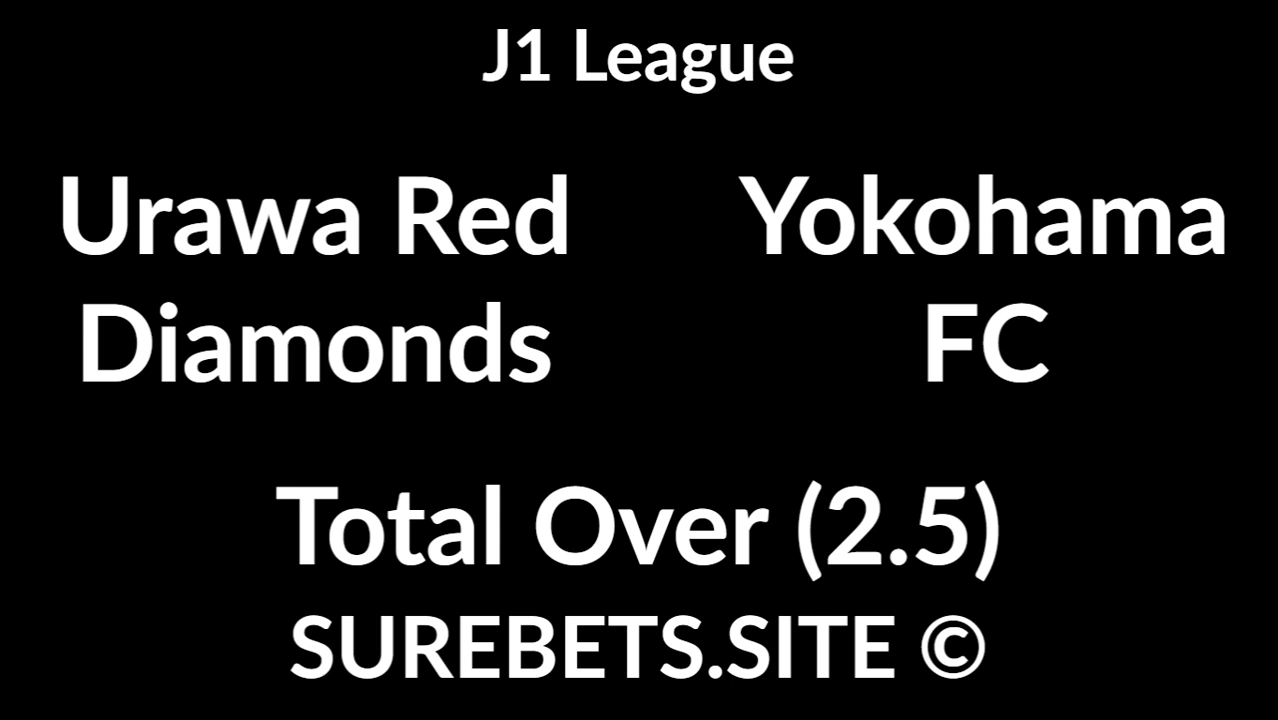 J1 League
Urawa Red
Diamonds
Yokohama
FC
Total Over (2.5)
SUREBETS.SITE ©